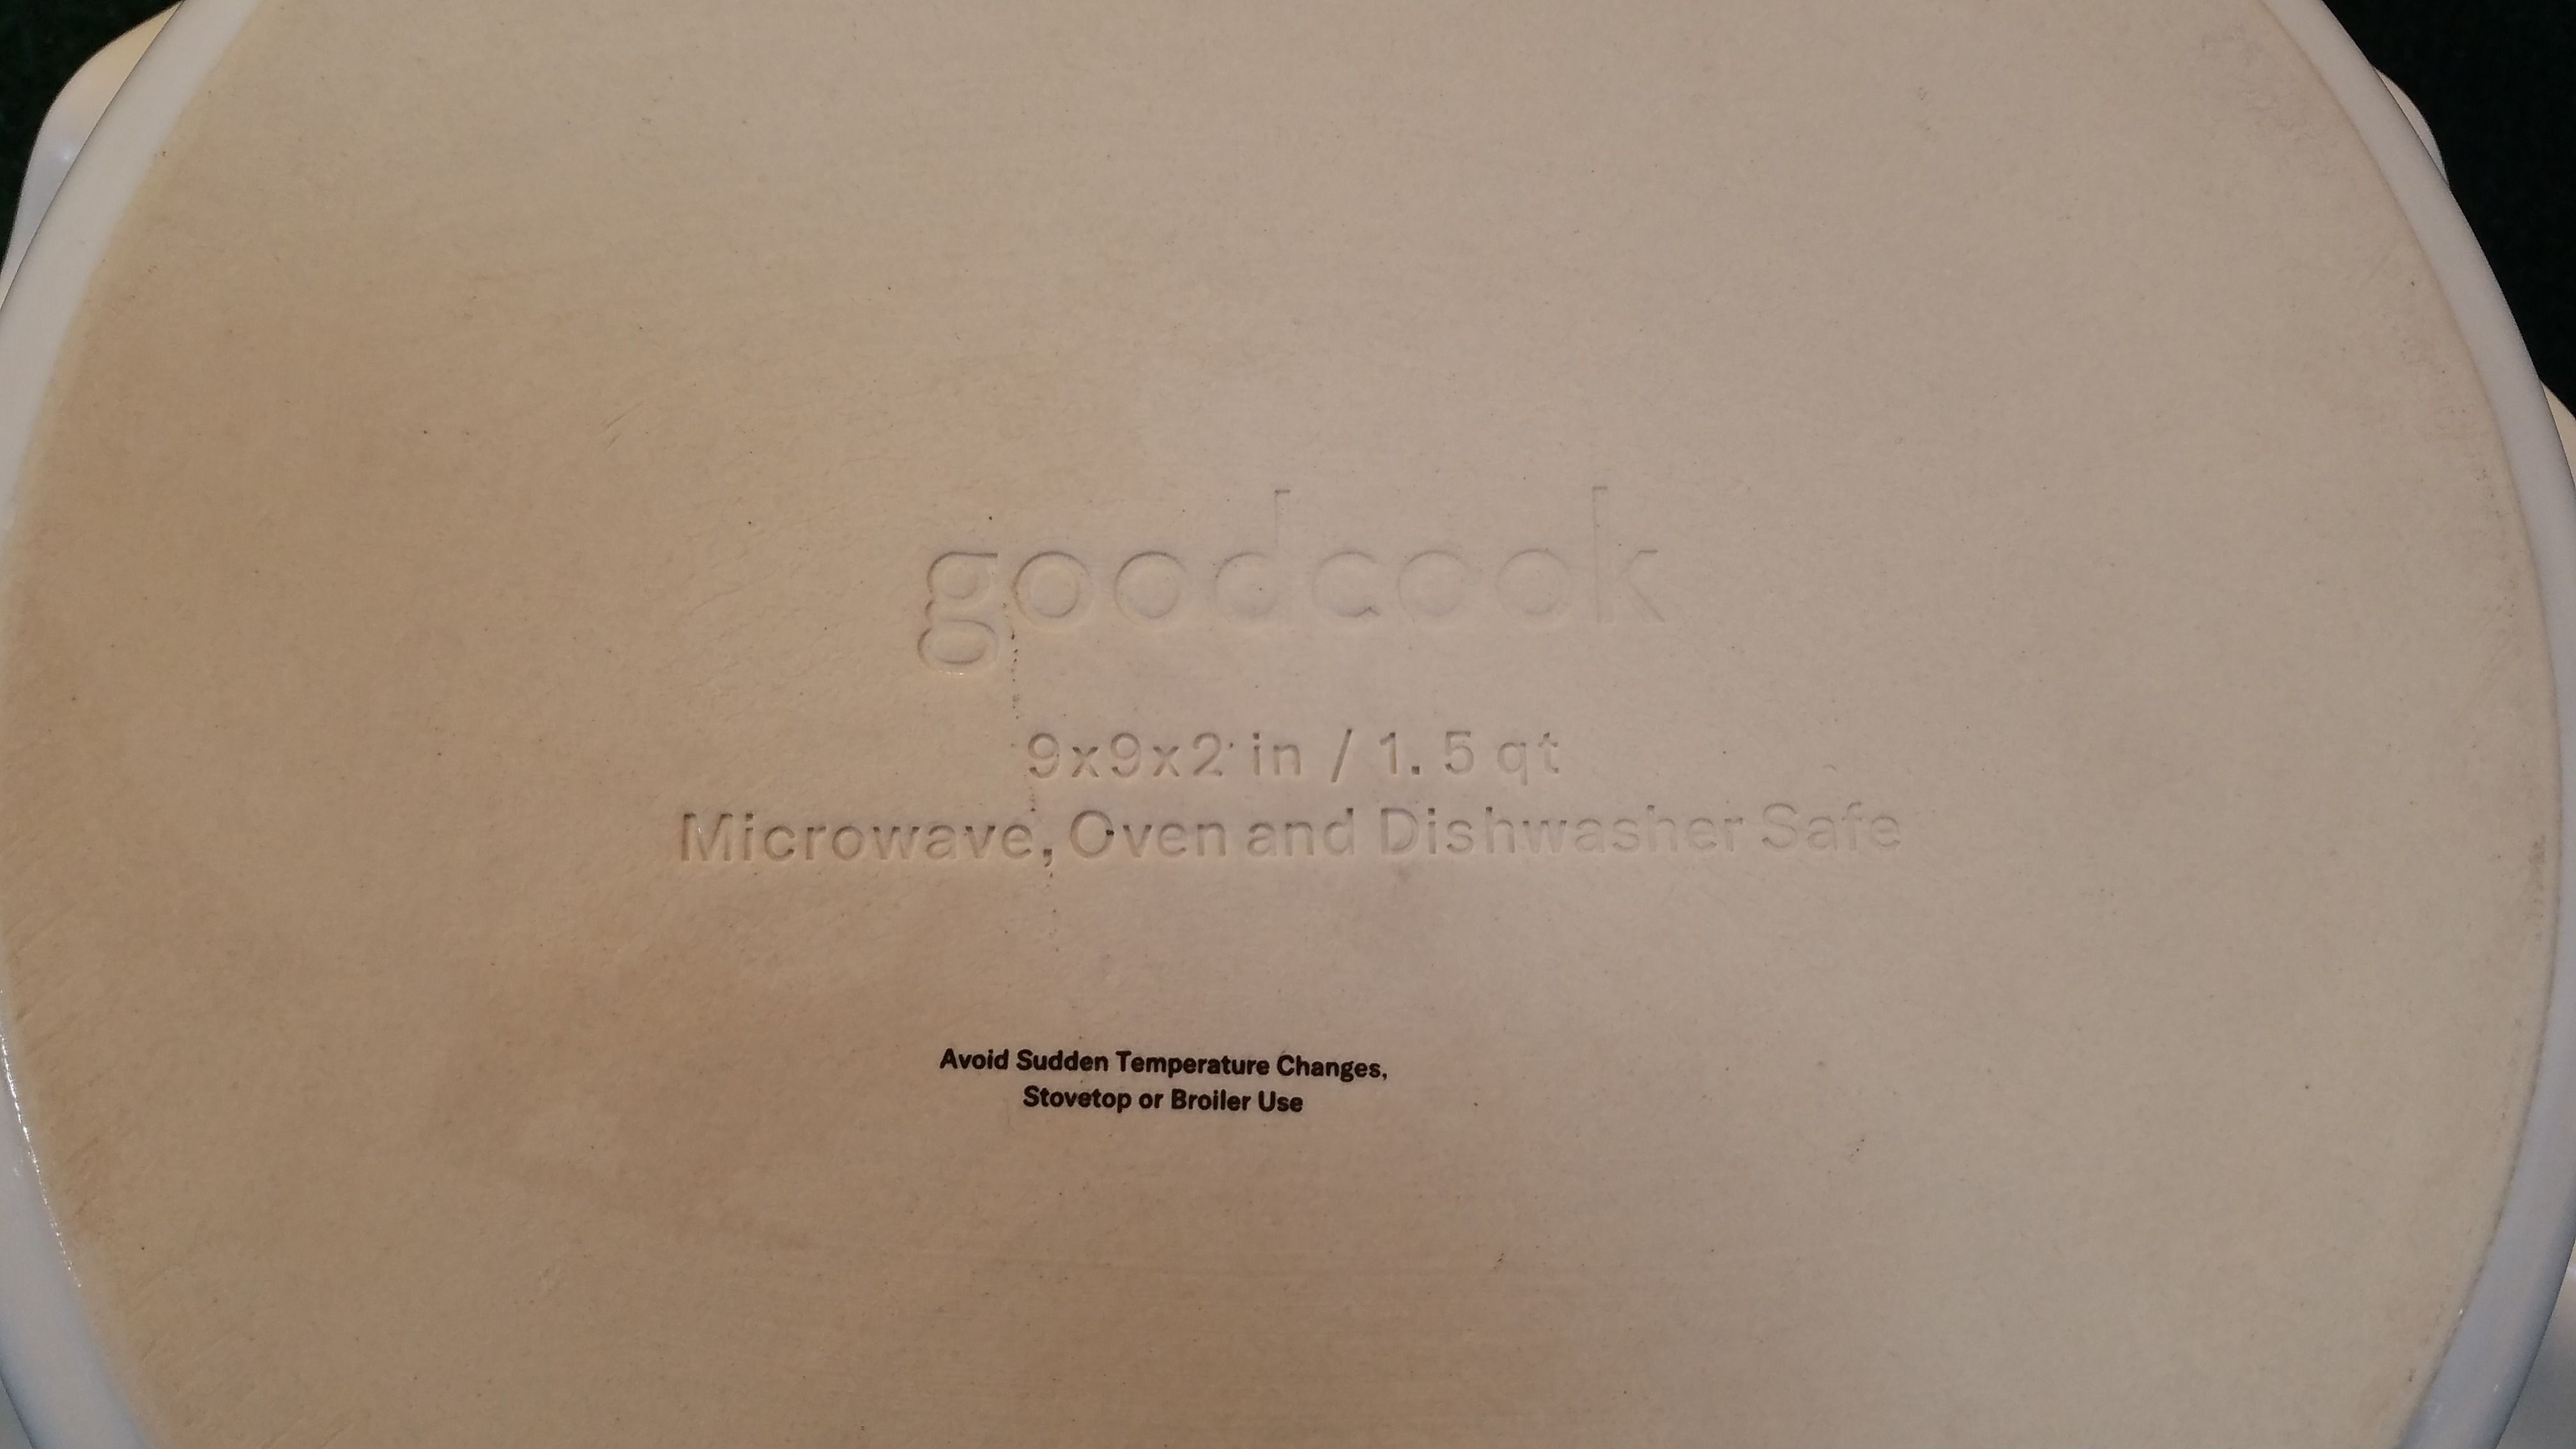 goodcook
9x9x2 in / 1.5 qt
Microwave, Oven and Dishwasher Safe
Avoid Sudden Temperature Changes,
Stovetop or Broiler Use